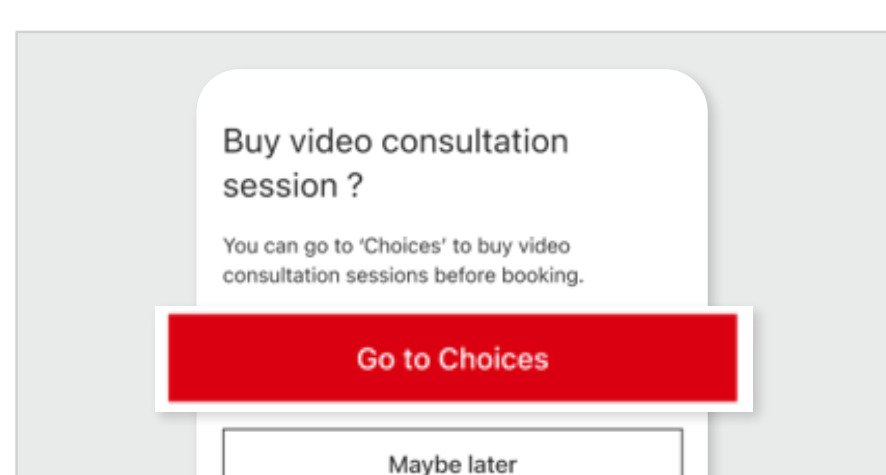 Buy video consultation
session ?
You can go to ‘Choices’ to buy video
consultation sessions before booking.
Go to Choices
Maybe later